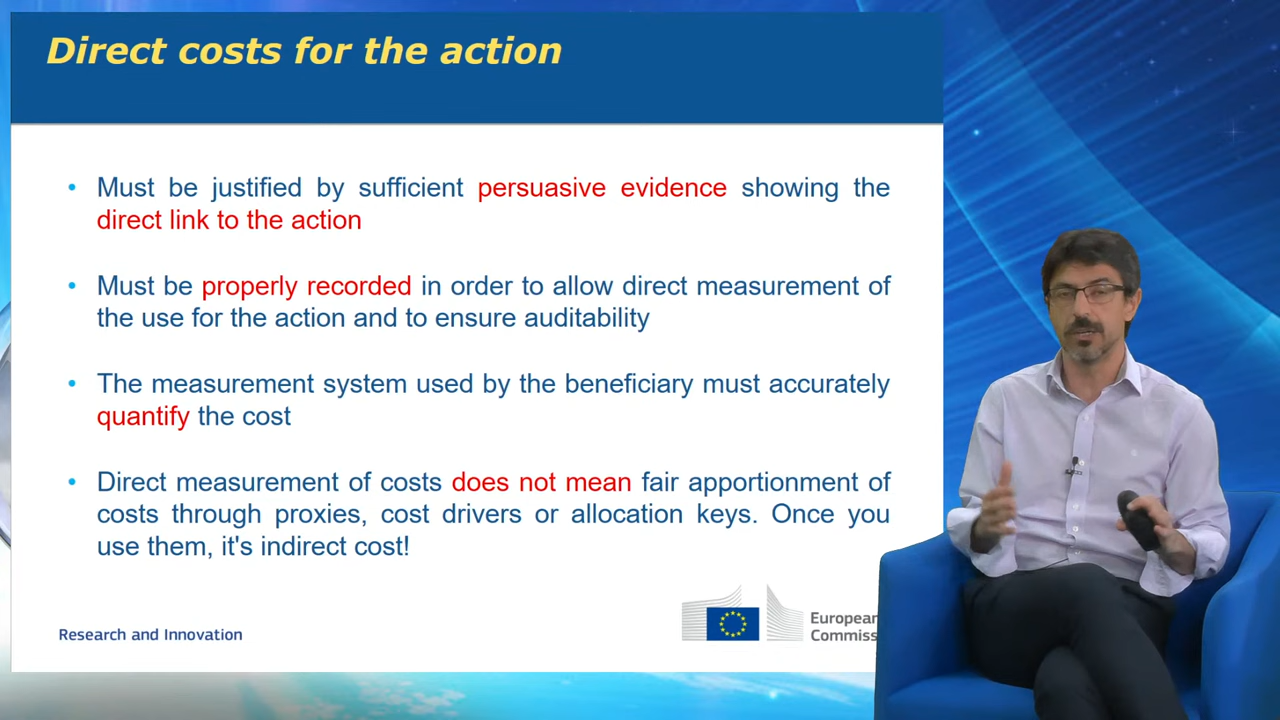 Direct costs for the action
• Must be justified by sufficient persuasive evidence showing the
direct link to the action
• Must be properly recorded in order to allow direct measurement of
the use for the action and to ensure auditability
• The measurement system used by the beneficiary must accurately
quantify the cost
• Direct measurement of costs does not mean fair apportionment of
costs through proxies, cost drivers or allocation keys. Once you
use them, it's indirect cost!
Research and Innovation
European
Commiss